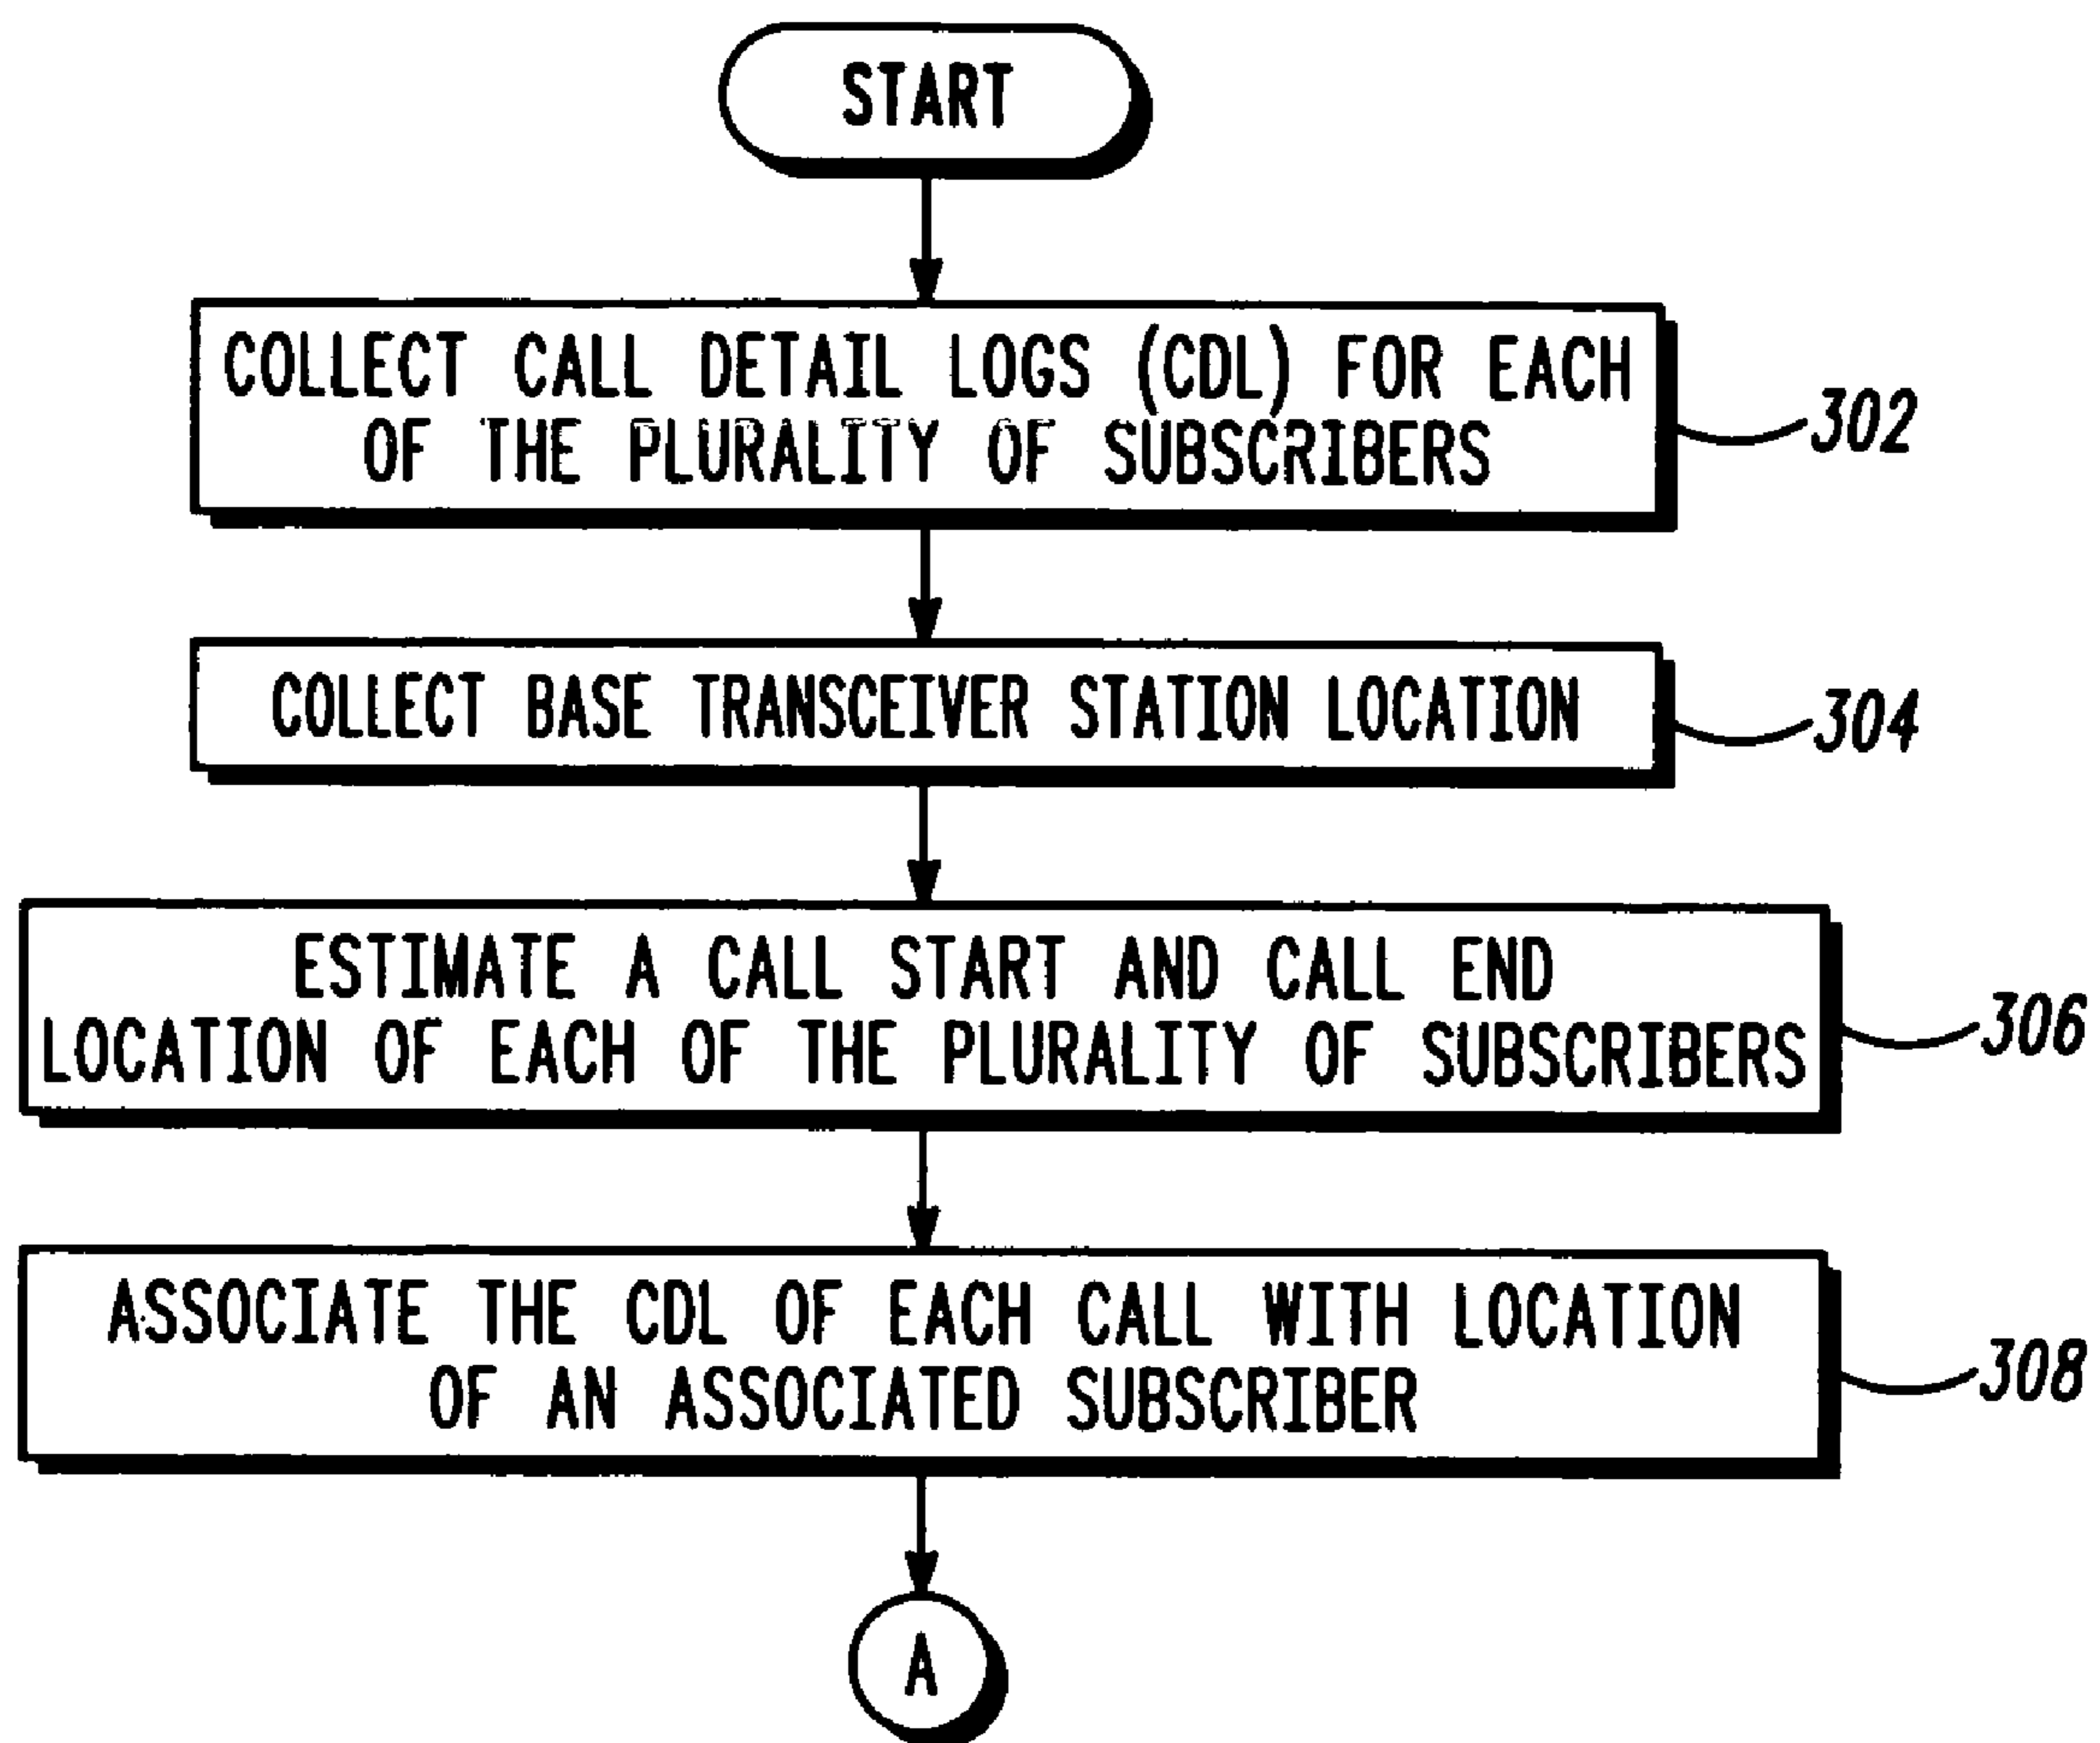 START
COLLECT CALL DETAIL LOGS (CDL) FOR EACH
OF THE PLURALITY OF SUBSCRIBERS
302
COLLECT BASE TRANSCEIVER STATION LOCATION
304
ESTIMATE A CALL START AND CALL END
LOCATION OF EACH OF THE PLURALITY OF SUBSCRIBERS
306
ASSOCIATE THE CDL OF EACH CALL WITH LOCATION
OF AN ASSOCIATED SUBSCRIBER
308
A